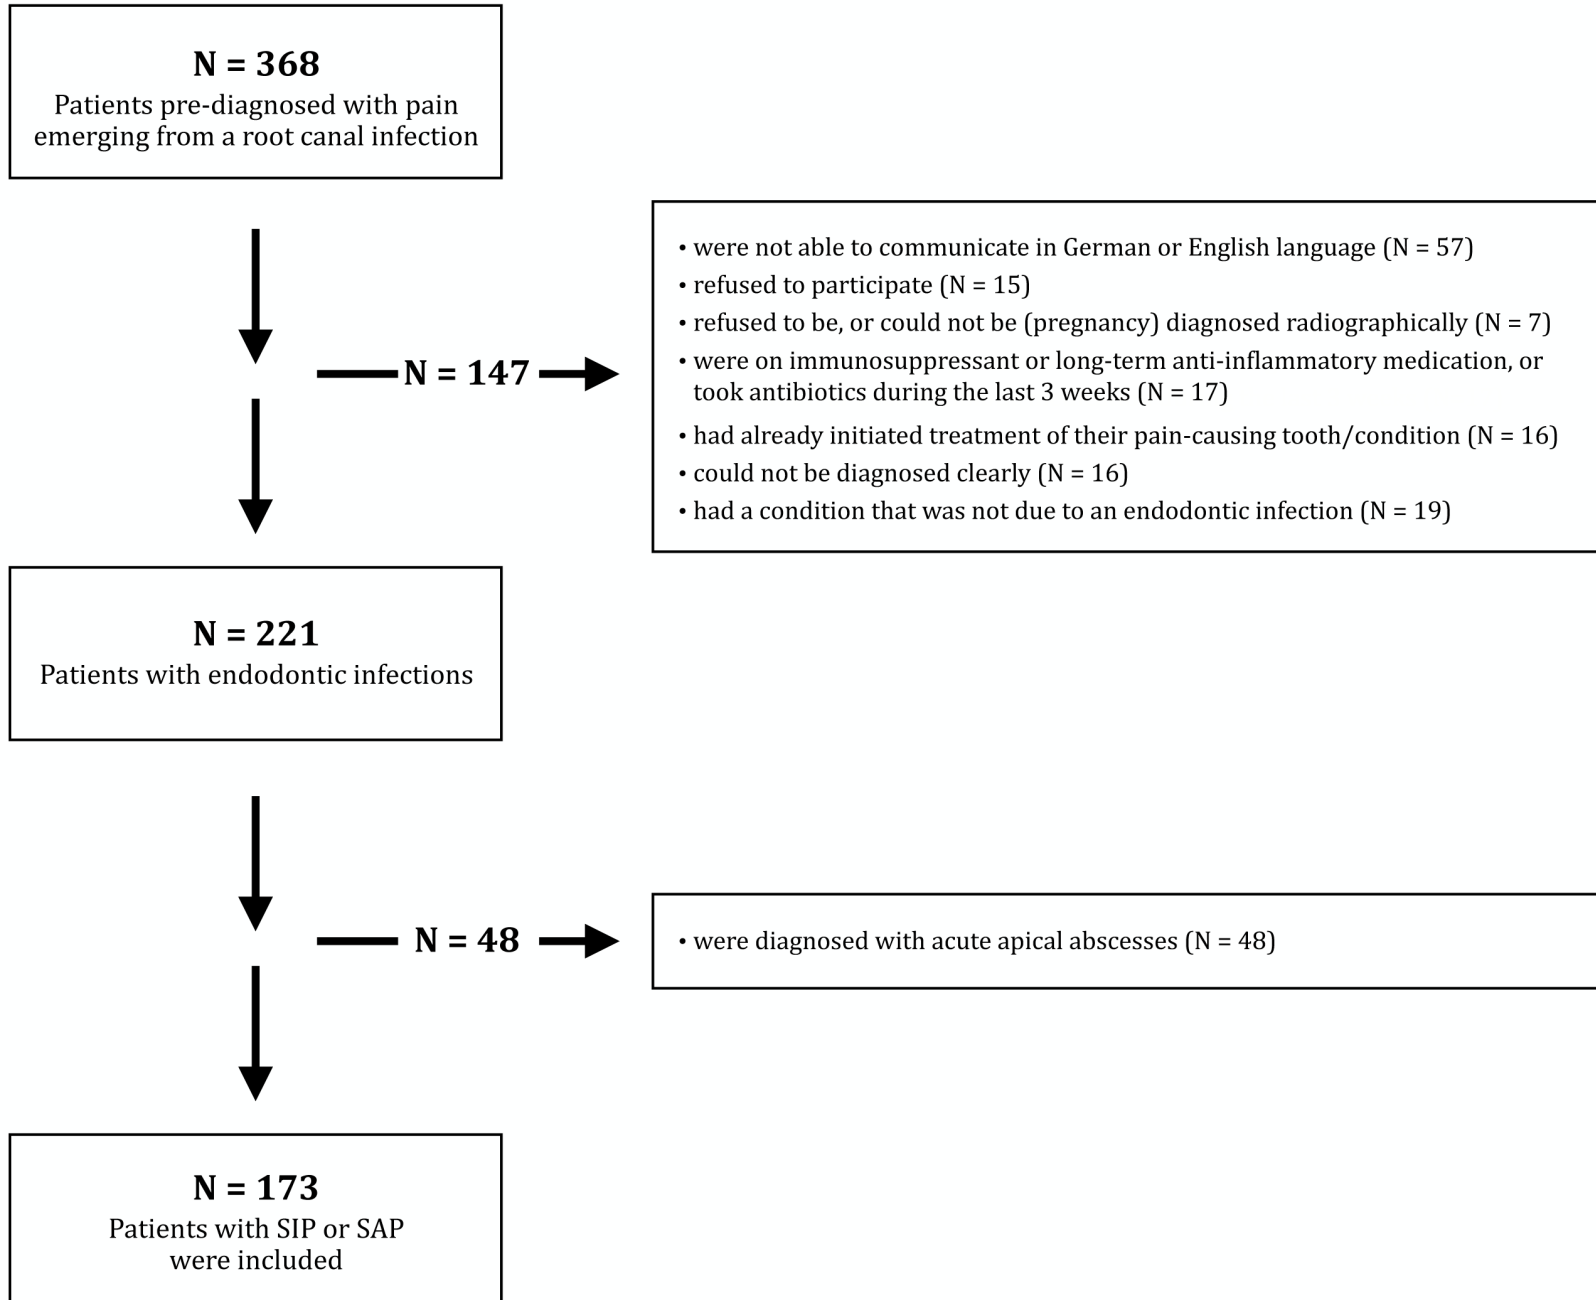 N = 368
Patients pre-diagnosed with pain
emerging from a root canal infection
• were not able to communicate in German or English language (N = 57)
• refused to participate (N = 15)
• refused to be, or could not be (pregnancy) diagnosed radiographically (N = 7)
N = 147
• were on immunosuppressant or long-term anti-inflammatory medication, or
took antibiotics during the last 3 weeks (N = 17)
• had already initiated treatment of their pain-causing tooth/condition (N = 16)
• could not be diagnosed clearly (N = 16)
• had a condition that was not due to an endodontic infection (N = 19)
N = 221
Patients with endodontic infections
N = 48
• were diagnosed with acute apical abscesses (N = 48)
N = 173
Patients with SIP or SAP
were included